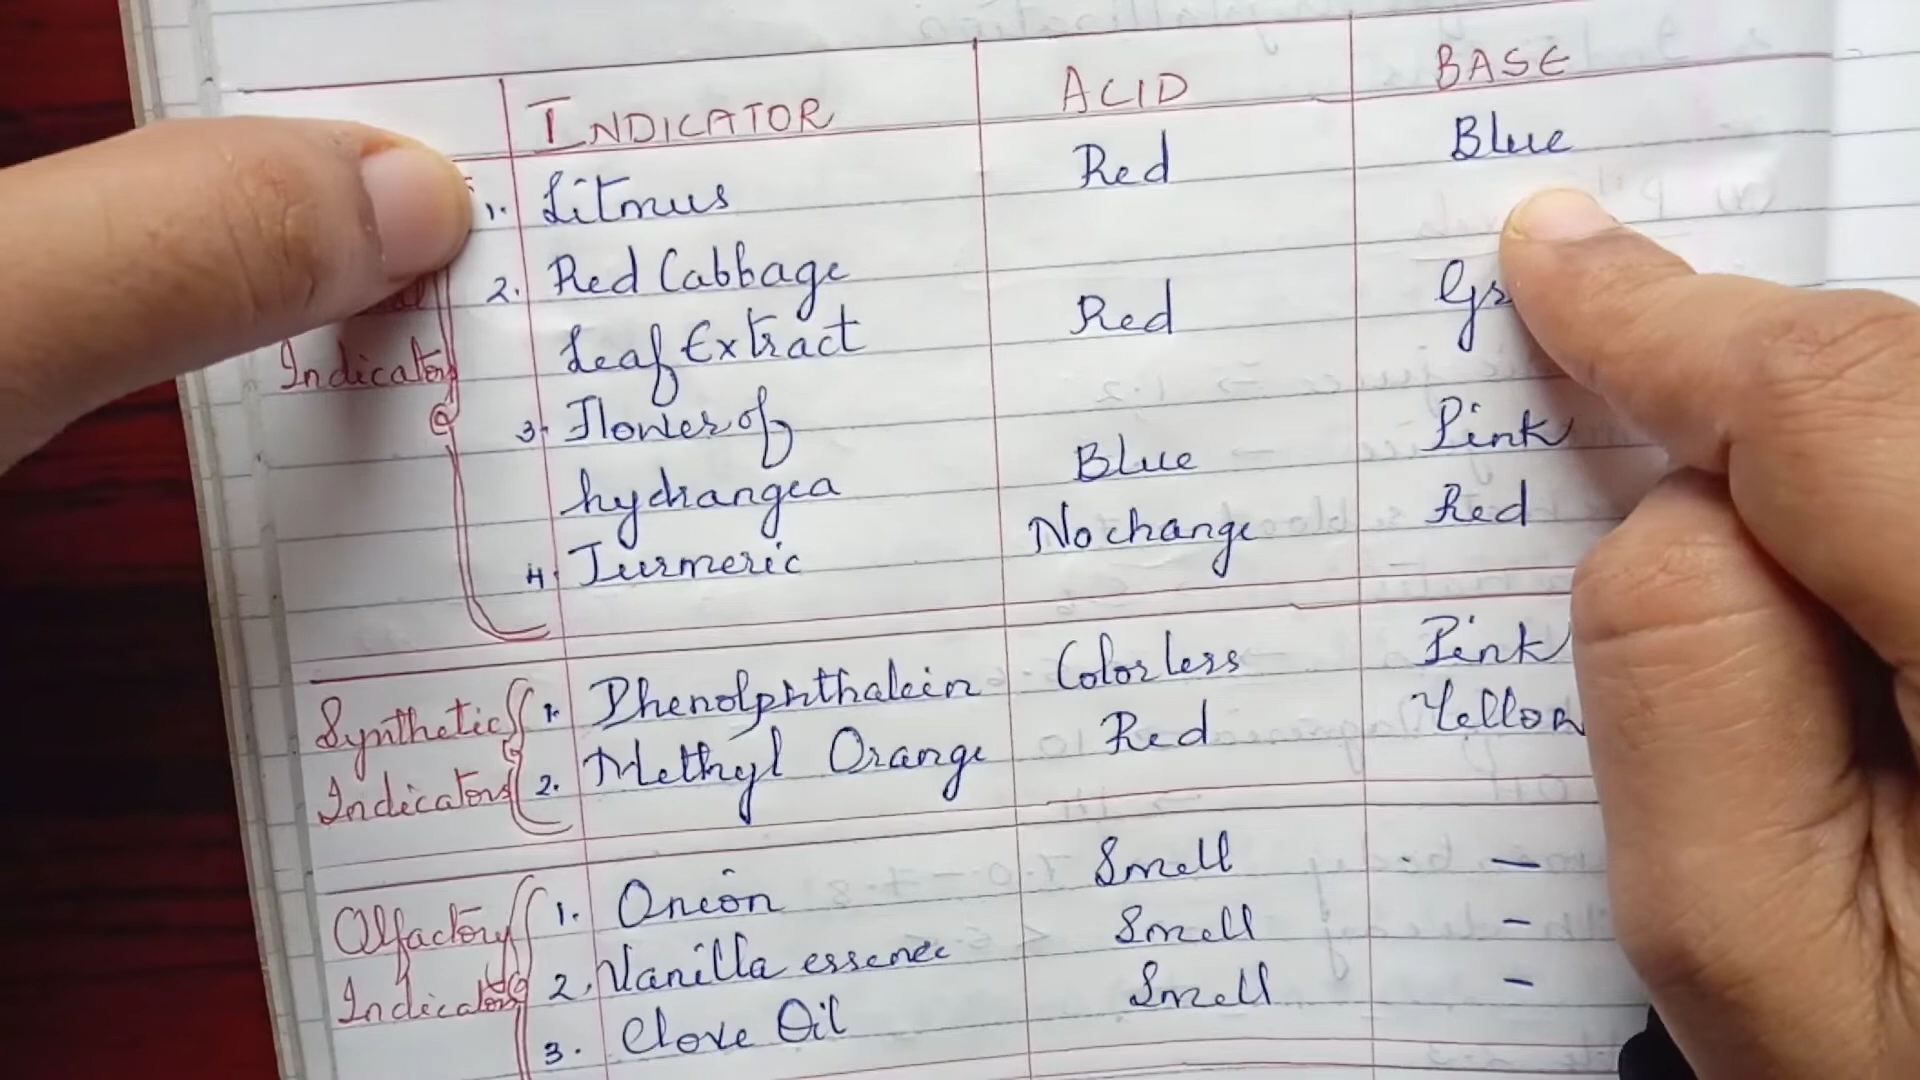 INDICATOR ACID BASE
1. Litmus Red Blue
2. Red Cabbage
Leaf Extract Red
Indicators
3. Flower of
hydrangea Blue Pink
4. Turmeric No change Red
Synthetic
Indicators
1. Phenolphthalein Colorless Pink
2. Methyl Orange Red Yellow
Olfactory
Indicators
1. Onion Smell —
2. Vanilla essence Smell -
3. Clove Oil Smell -